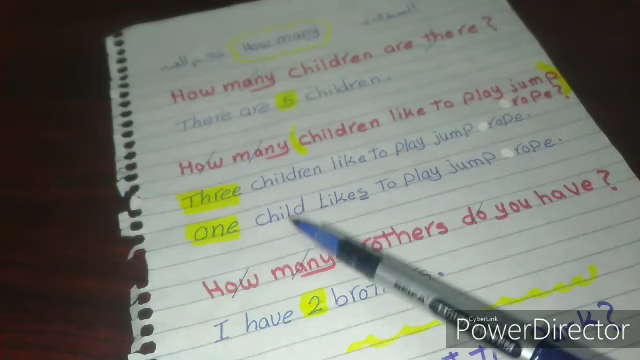 How many
How many children are there?
There are 5 children.
How many children like to play jump rope?
Three children like to play jump rope.
one child likes to play jump rope.
How many brothers do you have?
I have 2
CyberLink
PowerDirector